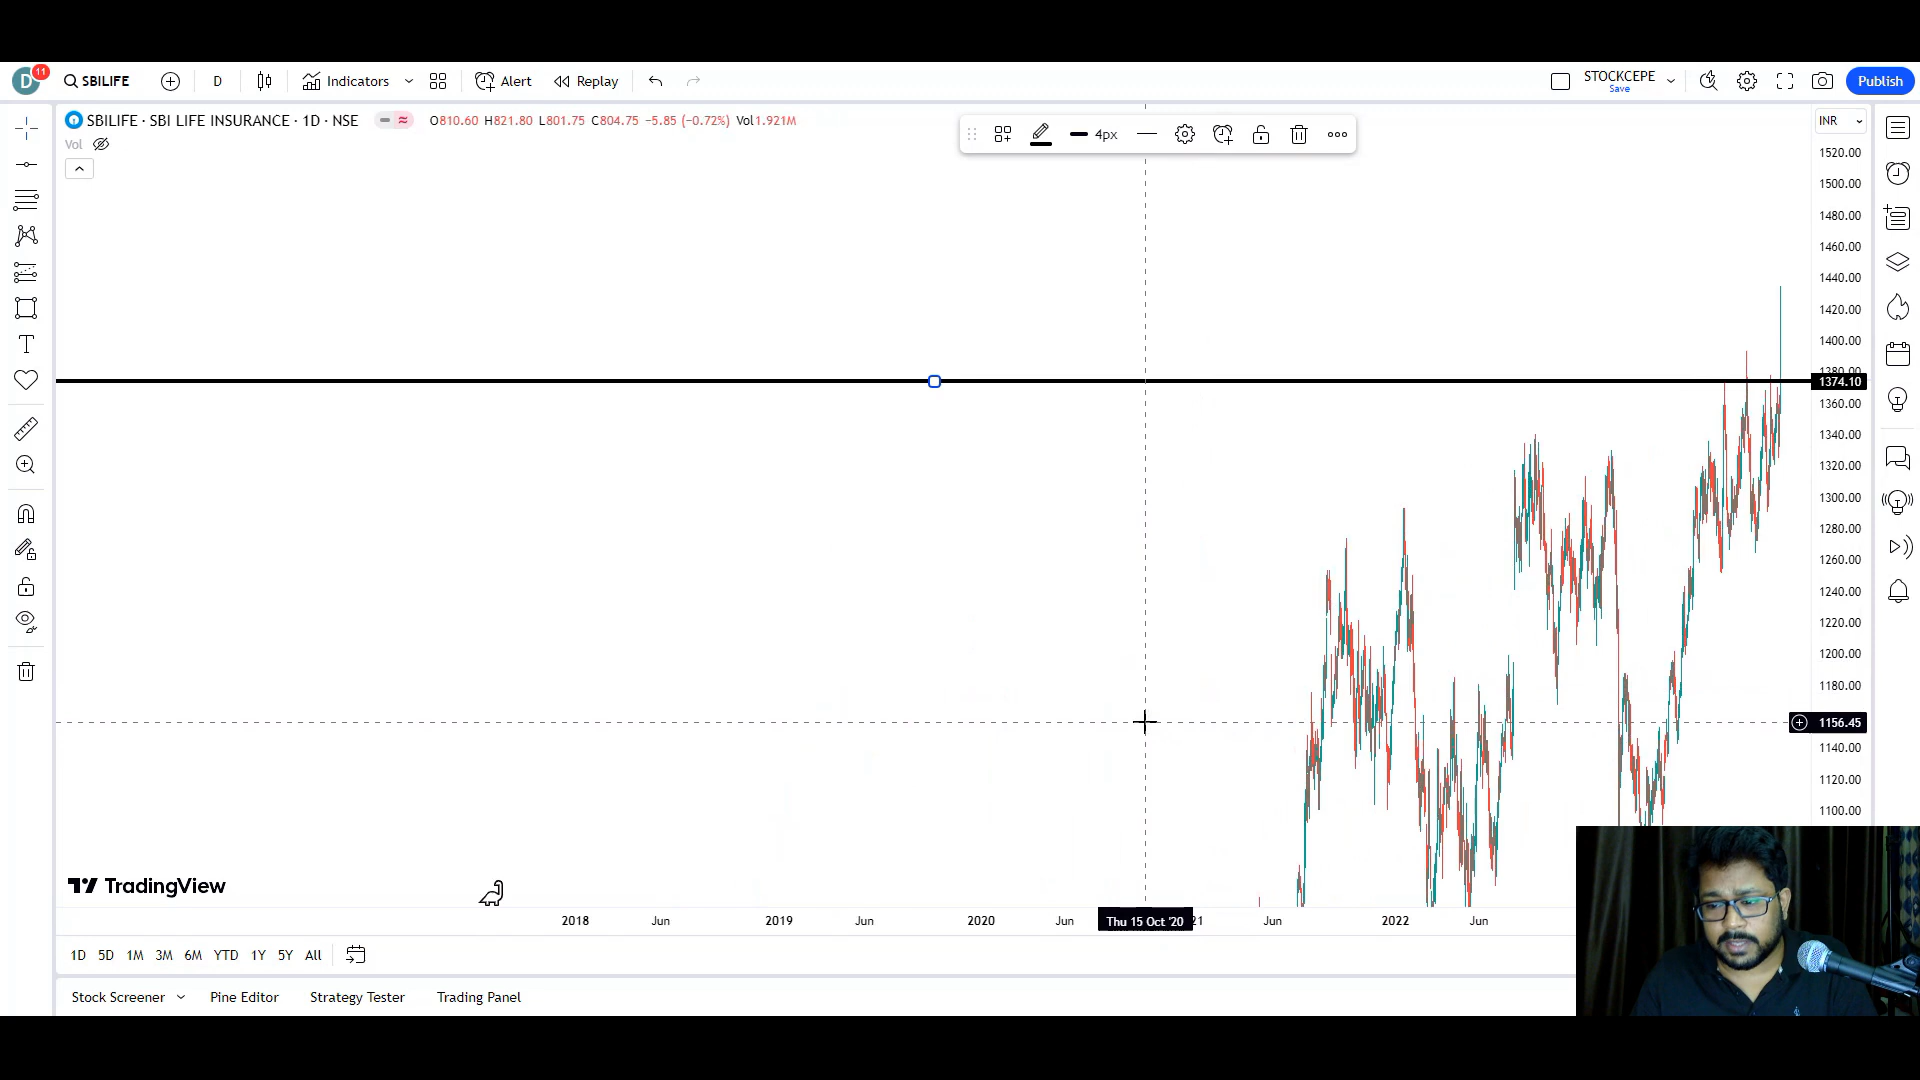 D 11 SBILIFE D Indicators Alert Replay STOCKCEPE Save Publish
SBILIFE · SBI LIFE INSURANCE · 1D · NSE O810.60 H821.80 L801.75 C804.75 −5.85 (−0.72%) Vol1.921M
Vol
4px
INR
1520.00
1500.00
1480.00
1460.00
1440.00
1420.00
1400.00
1380.00
1374.10
1360.00
1340.00
1320.00
1300.00
1280.00
1260.00
1240.00
1220.00
1200.00
1180.00
1156.45
1140.00
1120.00
1100.00
TradingView
2018 Jun 2019 Jun 2020 Jun Thu 15 Oct '20 21 Jun 2022 Jun
1D 5D 1M 3M 6M YTD 1Y 5Y All
Stock Screener Pine Editor Strategy Tester Trading Panel